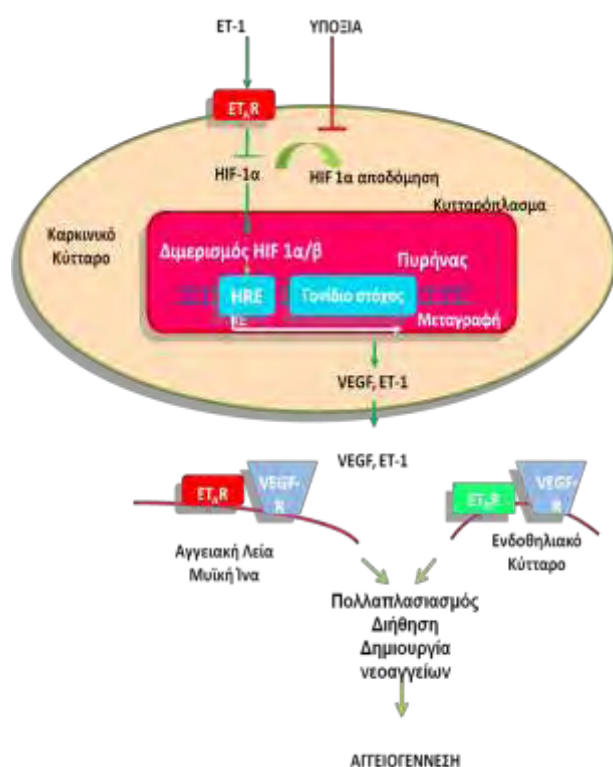 ET-1 ΥΠΟΞΙΑ
ETAR
HIF-1α HIF 1α αποδόμηση
Κυτταρόπλασμα
Καρκινικό
Κύτταρο
Διμερισμός HIF 1α/β
Πυρήνας
HRE Γονίδιο στόχος
RE Μεταγραφή
VEGF, ET-1
VEGF, ET-1
ETAR VEGF-
R
VEGF-
R
Αγγειακή Λεία
Μυϊκή Ίνα
Ενδοθηλιακό
Κύτταρο
Πολλαπλασιασμός
Διήθηση
Δημιουργία
νεοαγγείων
ΑΓΓΕΙΟΓΕΝΝΕΣΗ